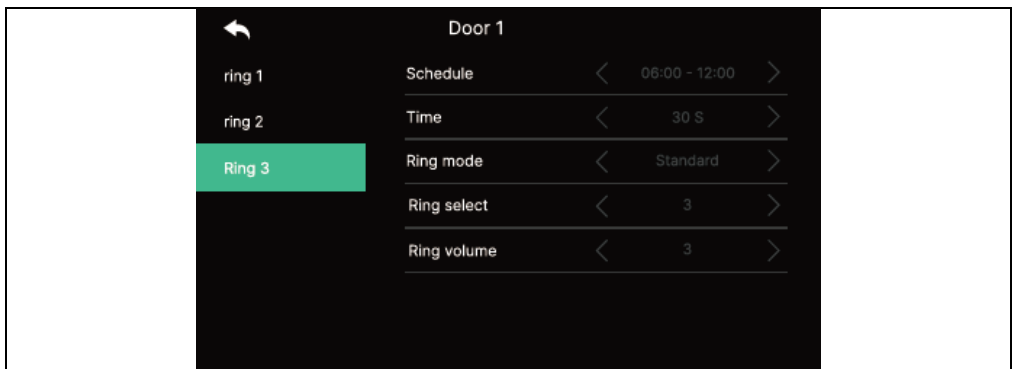 Door 1
ring 1
ring 2
Ring 3
Schedule 06:00 - 12:00
Time 30 S
Ring mode Standard
Ring select 3
Ring volume 3